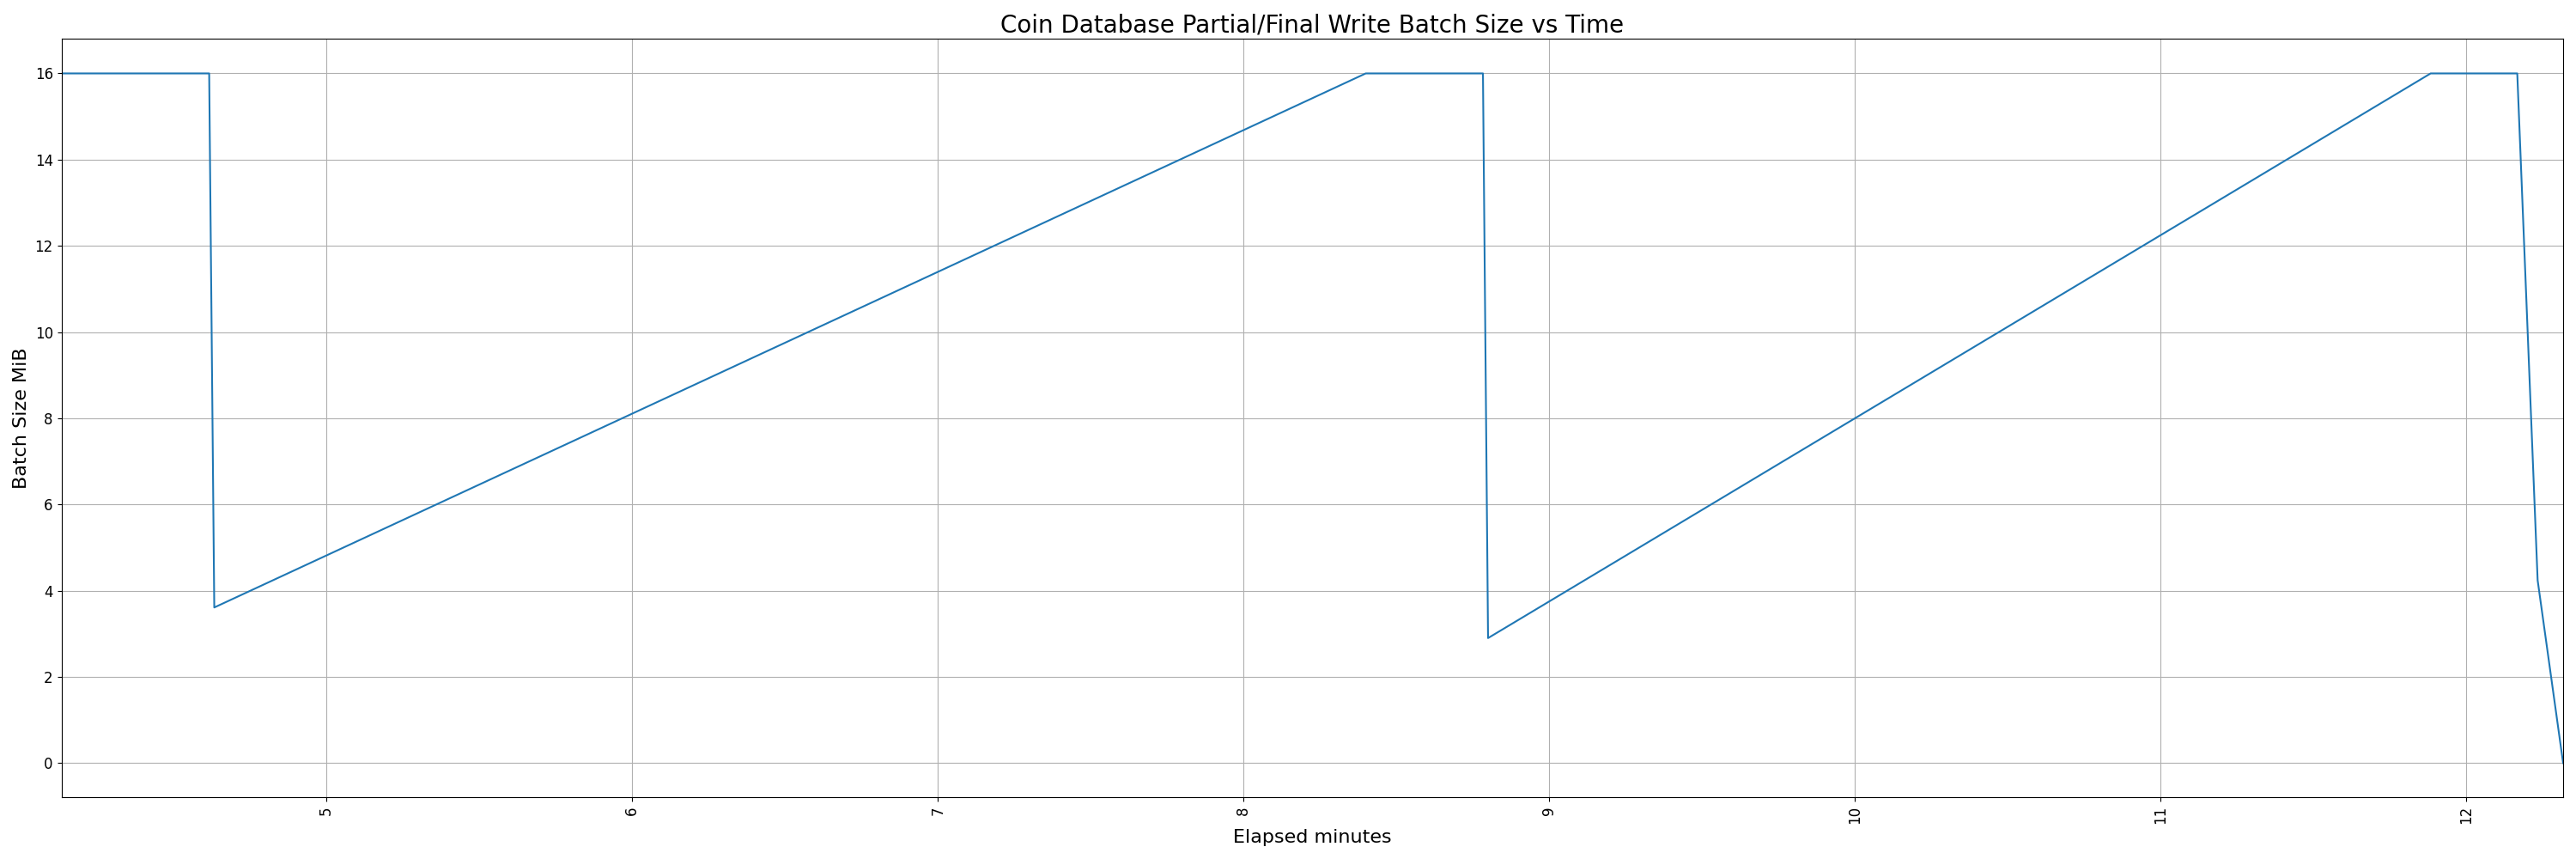 Coin Database Partial/Final Write Batch Size vs Time
Batch Size MiB
16
14
12
10
8
6
4
2
0
5 6 7 8 9 10 11 12
Elapsed minutes